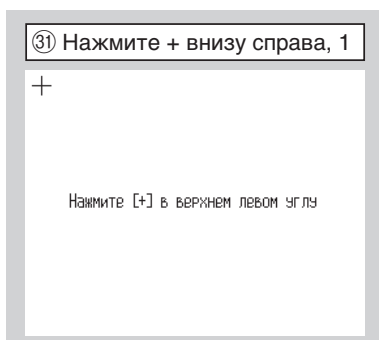 ㉛ Нажмите + внизу справа, 1
+
Нажмите [+] в верхнем левом углу